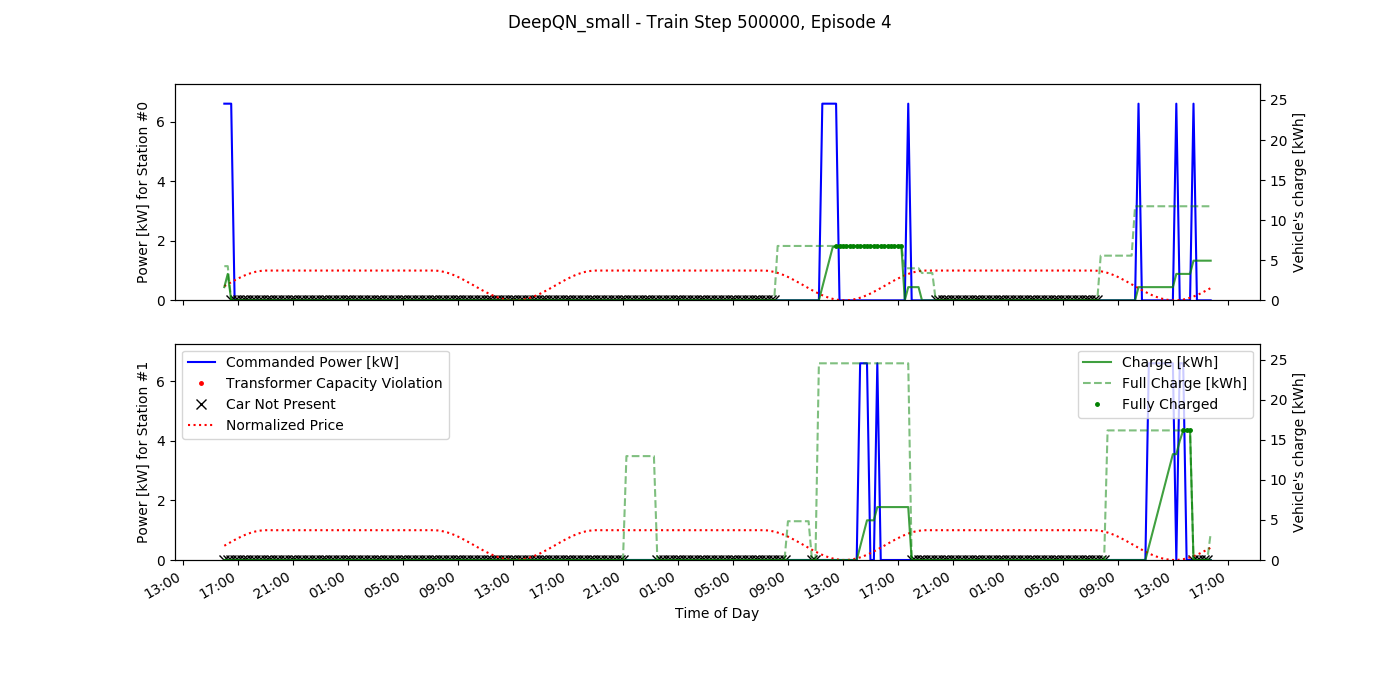 DeepQN_small - Train Step 500000, Episode 4
Power [kW] for Station #0
6
4
2
0
25
20
15
10
5
0
Vehicle's charge [kWh]
Power [kW] for Station #1
6
4
2
0
Commanded Power [kW]
Transformer Capacity Violation
Car Not Present
Normalized Price
Charge [kWh]
Full Charge [kWh]
Fully Charged
25
20
15
10
5
0
Vehicle's charge [kWh]
13:00 17:00 21:00 01:00 05:00 09:00 13:00 17:00 21:00 01:00 05:00 09:00 13:00 17:00 21:00 01:00 05:00 09:00 13:00 17:00
Time of Day